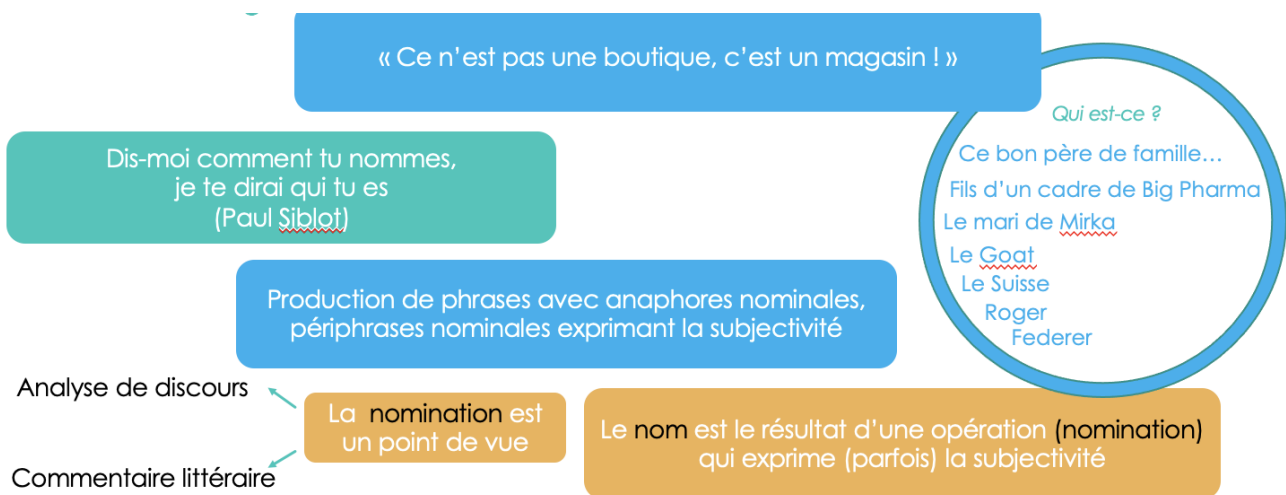 « Ce n'est pas une boutique, c'est un magasin ! »
Qui est-ce ?
Ce bon père de famille…
Fils d'un cadre de Big Pharma
Le mari de Mirka
Le Goat
Le Suisse
Roger
Federer
Dis-moi comment tu nommes,
je te dirai qui tu es
(Paul Siblot)
Production de phrases avec anaphores nominales,
périphrases nominales exprimant la subjectivité
Analyse de discours
La nomination est
un point de vue
Commentaire littéraire
Le nom est le résultat d'une opération (nomination)
qui exprime (parfois) la subjectivité